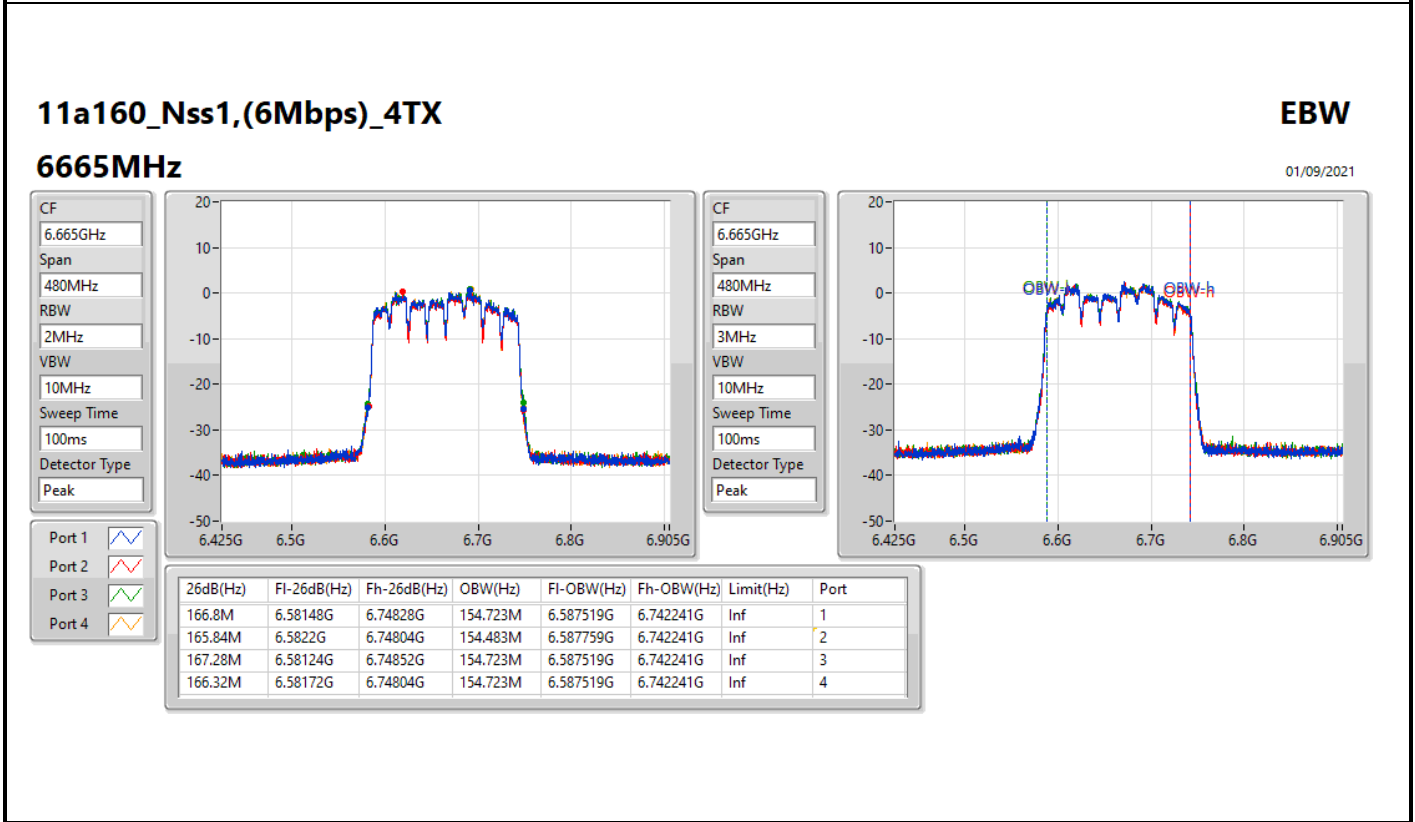 11a160_Nss1,(6Mbps)_4TX
EBW
6665MHz
01/09/2021
CF
6.665GHz
Span
480MHz
RBW
2MHz
VBW
10MHz
Sweep Time
100ms
Detector Type
Peak
20
10
0
-10
-20
-30
-40
-50
6.425G 6.5G 6.6G 6.7G 6.8G 6.905G
CF
6.665GHz
Span
480MHz
RBW
3MHz
VBW
10MHz
Sweep Time
100ms
Detector Type
Peak
20
10
0
-10
-20
-30
-40
-50
OBW-h
6.425G 6.5G 6.6G 6.7G 6.8G 6.905G
Port 1
Port 2
Port 3
Port 4
26dB(Hz) Fl-26dB(Hz) Fh-26dB(Hz) OBW(Hz) Fl-OBW(Hz) Fh-OBW(Hz) Limit(Hz) Port
166.8M 6.58148G 6.74828G 154.723M 6.587519G 6.742241G Inf 1
165.84M 6.5822G 6.74804G 154.483M 6.587759G 6.742241G Inf 2
167.28M 6.58124G 6.74852G 154.723M 6.587519G 6.742241G Inf 3
166.32M 6.58172G 6.74804G 154.723M 6.587519G 6.742241G Inf 4